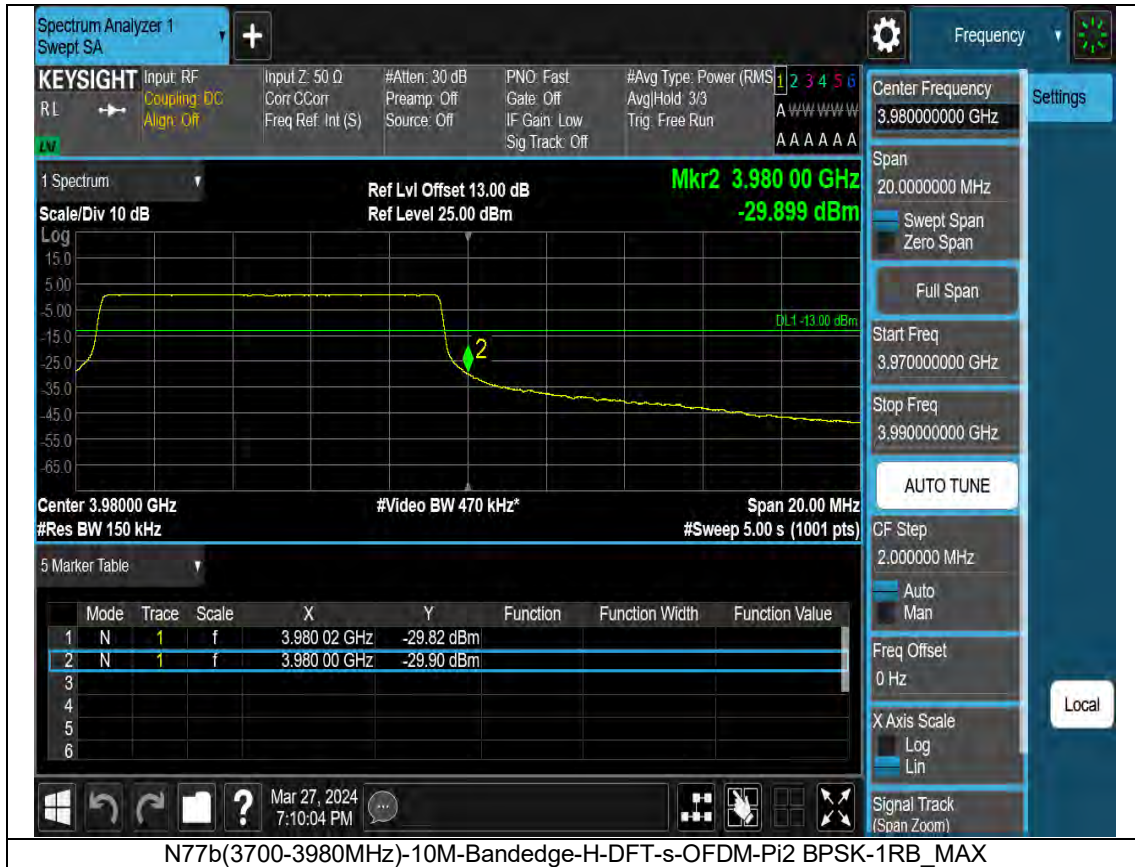 Spectrum Analyzer 1
Swept SA
+
Frequency
KEYSIGHT
Input: RF
Input Z: 50 Ω
#Atten: 30 dB
PNO: Fast
#Avg Type: Power (RMS
1 2 3 4 5 6
RL
Coupling: DC
Corr CCorr
Preamp: Off
Gate: Off
Avg|Hold: 3/3
A W W W W W
Align: Off
Freq Ref: Int (S)
Source: Off
IF Gain: Low
Trig: Free Run
Sig Track: Off
A A A A A A
Center Frequency
3.980000000 GHz
Settings
1 Spectrum
Ref Lvl Offset 13.00 dB
Mkr2 3.980 00 GHz
Scale/Div 10 dB
Ref Level 25.00 dBm
-29.899 dBm
Span
20.0000000 MHz
Swept Span
Zero Span
Log
15.0
5.00
-5.00
-15.0
-25.0
-35.0
-45.0
-55.0
-65.0
DL1 -13.00 dBm
2
Full Span
Start Freq
3.970000000 GHz
Stop Freq
3.990000000 GHz
AUTO TUNE
Center 3.98000 GHz
#Video BW 470 kHz*
Span 20.00 MHz
#Res BW 150 kHz
#Sweep 5.00 s (1001 pts)
CF Step
2.000000 MHz
Auto
Man
5 Marker Table
Mode Trace Scale X Y Function Function Width Function Value
1 N 1 f 3.980 02 GHz -29.82 dBm
2 N 1 f 3.980 00 GHz -29.90 dBm
3
4
5
6
Freq Offset
0 Hz
Local
X Axis Scale
Log
Lin
?
Mar 27, 2024
7:10:04 PM
Signal Track
(Span Zoom)
N77b(3700-3980MHz)-10M-Bandedge-H-DFT-s-OFDM-Pi2 BPSK-1RB_MAX